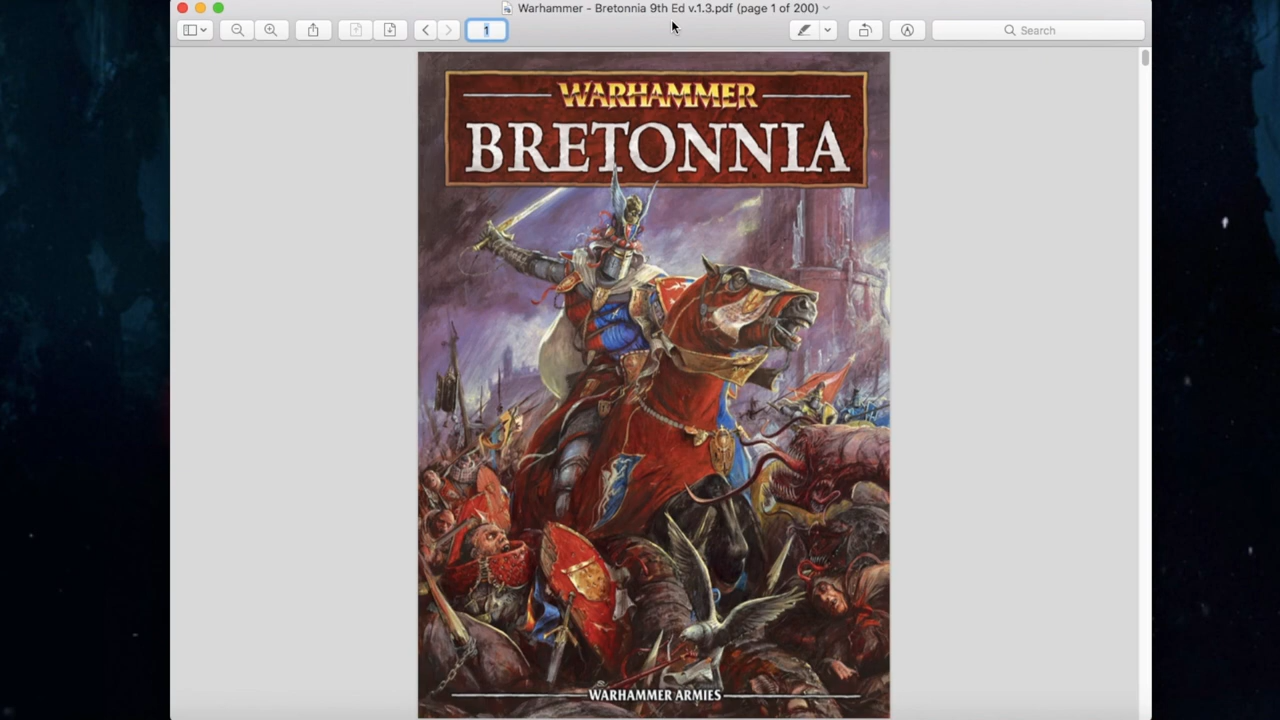 Warhammer - Bretonnia 9th Ed v.1.3.pdf (page 1 of 200)
1
Search
WARHAMMER
BRETONNIA
WARHAMMER ARMIES